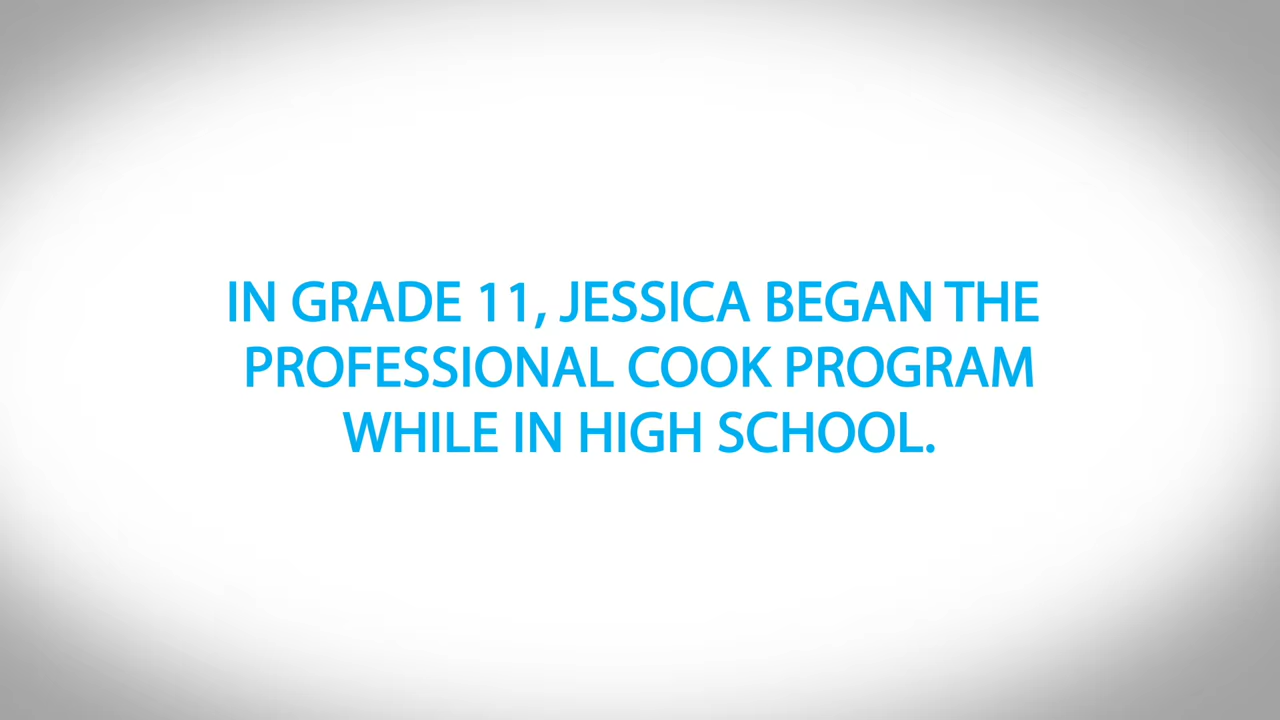 IN GRADE 11, JESSICA BEGAN THE
PROFESSIONAL COOK PROGRAM
WHILE IN HIGH SCHOOL.